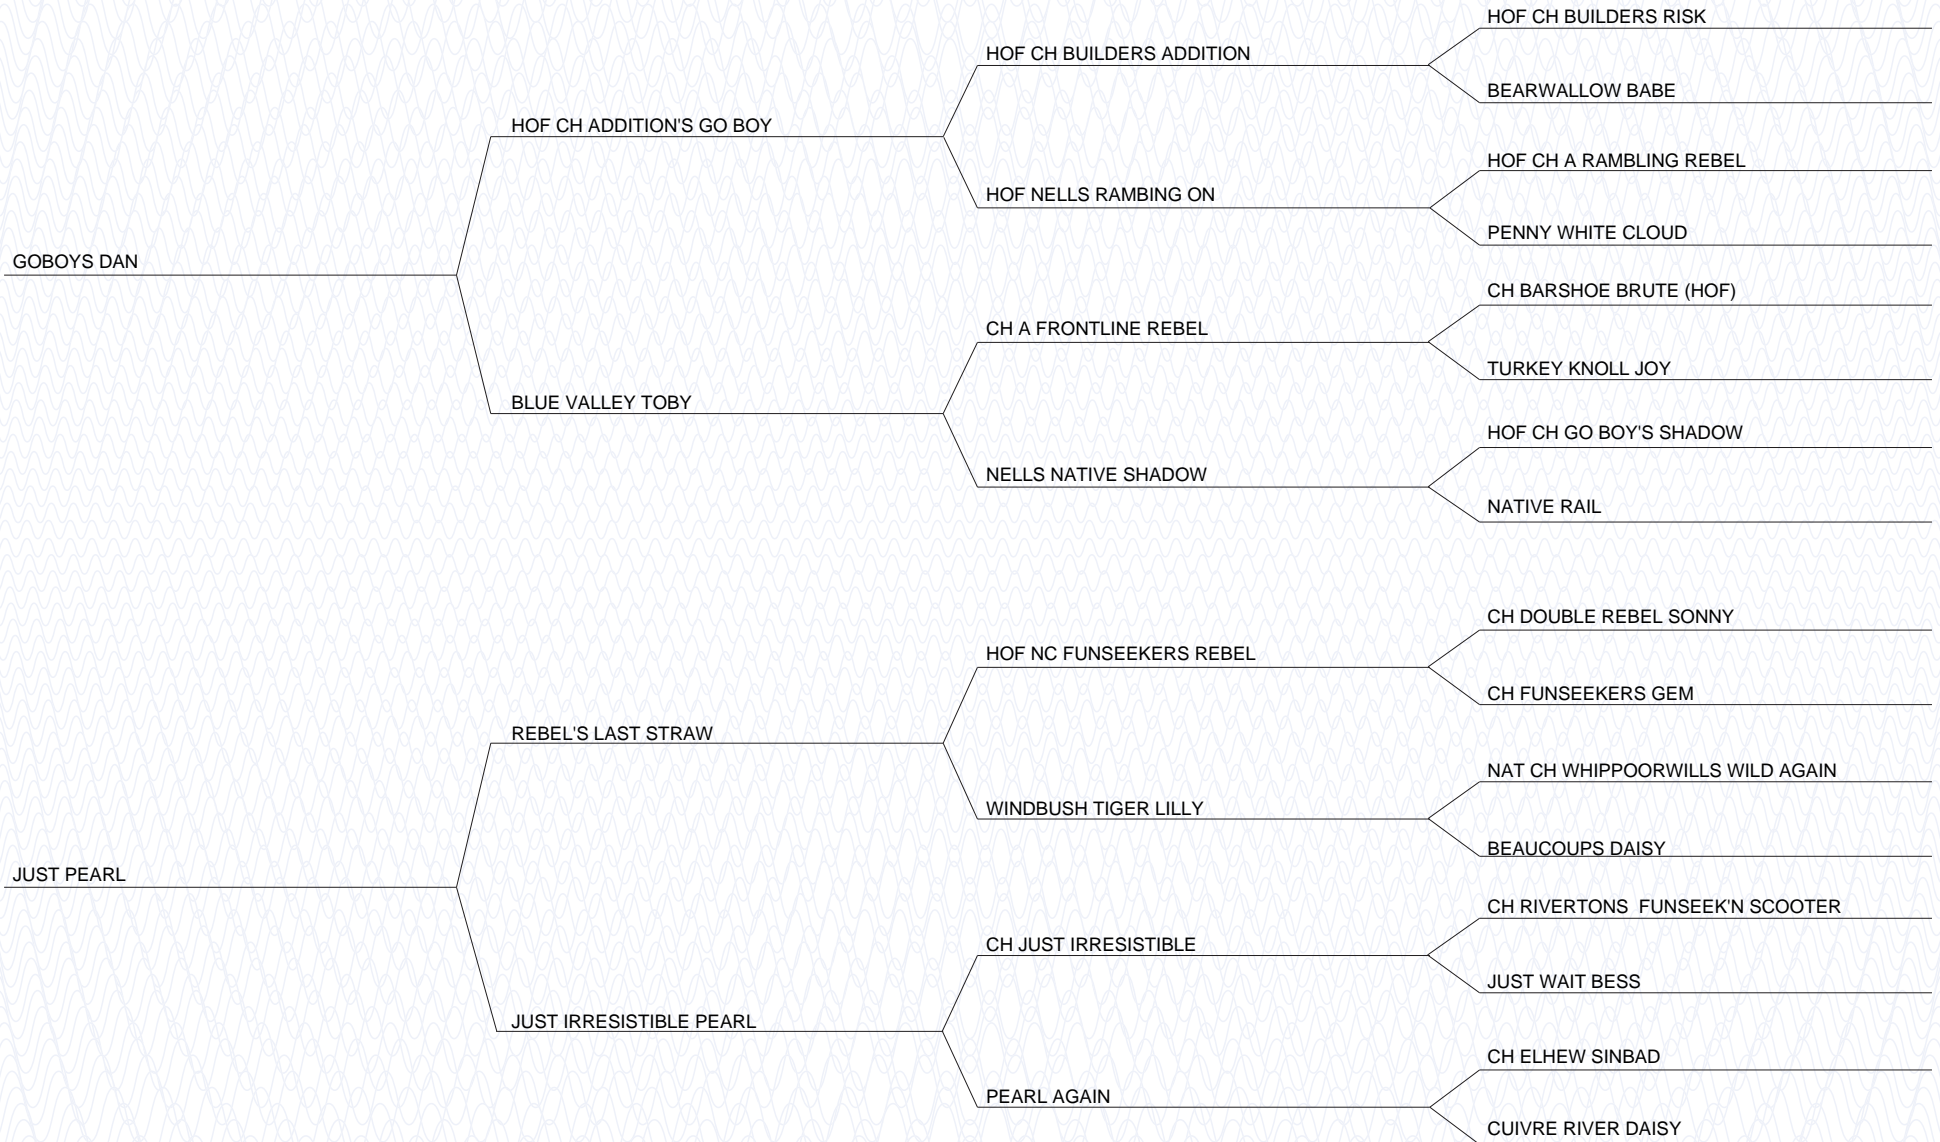 HOF CH BUILDERS RISK
HOF CH BUILDERS ADDITION
BEARWALLOW BABE
HOF CH ADDITION'S GO BOY
HOF CH A RAMBLING REBEL
HOF NELLS RAMBING ON
PENNY WHITE CLOUD
GOBOYS DAN
CH BARSHOE BRUTE (HOF)
CH A FRONTLINE REBEL
TURKEY KNOLL JOY
BLUE VALLEY TOBY
HOF CH GO BOY'S SHADOW
NELLS NATIVE SHADOW
NATIVE RAIL
CH DOUBLE REBEL SONNY
HOF NC FUNSEEKERS REBEL
CH FUNSEEKERS GEM
REBEL'S LAST STRAW
NAT CH WHIPPOORWILLS WILD AGAIN
WINDBUSH TIGER LILLY
BEAUCOUPS DAISY
JUST PEARL
CH RIVERTONS  FUNSEEK'N SCOOTER
CH JUST IRRESISTIBLE
JUST WAIT BESS
JUST IRRESISTIBLE PEARL
CH ELHEW SINBAD
PEARL AGAIN
CUIVRE RIVER DAISY